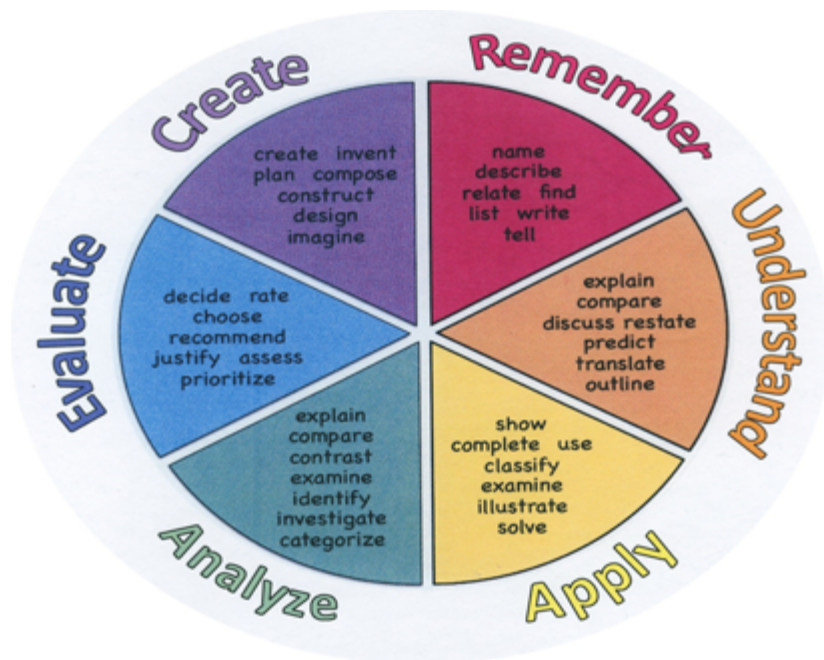 Remember
name
describe
relate find
list write
tell
Understand
explain
compare
discuss restate
predict
translate
outline
Apply
show
complete use
classify
examine
illustrate
solve
Analyze
explain
compare
contrast
examine
identify
investigate
categorize
Evaluate
decide rate
choose
recommend
justify assess
prioritize
Create
create invent
plan compose
construct
design
imagine